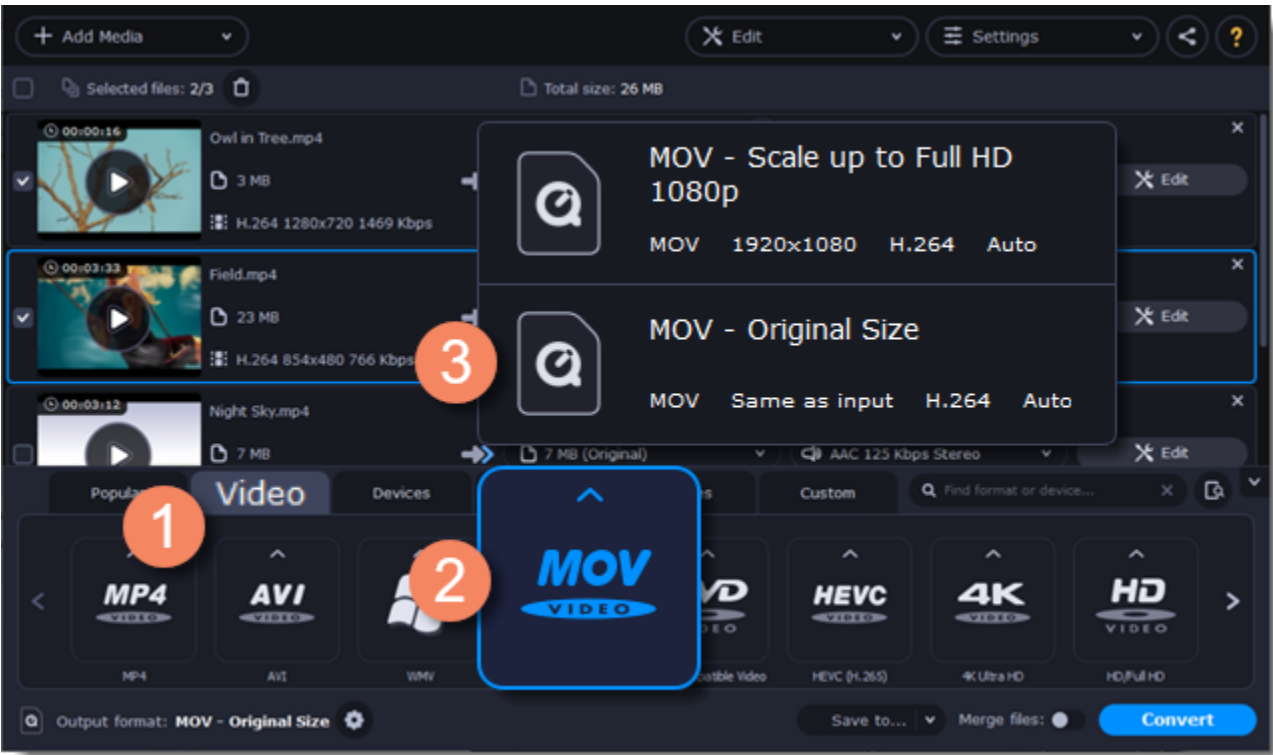 Add Media
Edit
Settings
?
Selected files: 2/3
Total size: 26 MB
00:00:16
Owl in Tree.mp4
3 MB
H.264 1280x720 1469 Kbps
Edit
MOV - Scale up to Full HD
1080p
MOV 1920x1080 H.264 Auto
00:03:33
Field.mp4
23 MB
H.264 854x480 766 Kbps
Edit
3
MOV - Original Size
MOV Same as input H.264 Auto
00:03:12
Night Sky.mp4
7 MB
7 MB (Original)
AAC 125 Kbps Stereo
Edit
1
Video
Devices
Custom
Find format or device...
2
MP4
VIDEO
AVI
VIDEO
MOV
VIDEO
HEVC
VIDEO
4K
VIDEO
HD
VIDEO
MP4
AVI
WMV
Video
HEVC (H.265)
4K Ultra HD
HD/Full HD
Output format: MOV - Original Size
Save to...
Merge files:
Convert